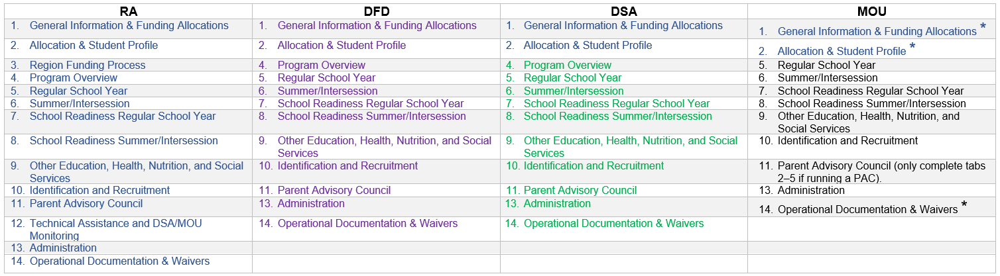 RA DFD DSA MOU
1. General Information & Funding Allocations 1. General Information & Funding Allocations 1. General Information & Funding Allocations 1. General Information & Funding Allocations *
2. Allocation & Student Profile 2. Allocation & Student Profile 2. Allocation & Student Profile 2. Allocation & Student Profile *
3. Region Funding Process 4. Program Overview 4. Program Overview 5. Regular School Year
4. Program Overview 5. Regular School Year 5. Regular School Year 6. Summer/Intersession
5. Regular School Year 6. Summer/Intersession 6. Summer/Intersession 7. School Readiness Regular School Year
6. Summer/Intersession 7. School Readiness Regular School Year 7. School Readiness Regular School Year 8. School Readiness Summer/Intersession
7. School Readiness Regular School Year 8. School Readiness Summer/Intersession 8. School Readiness Summer/Intersession 9. Other Education, Health, Nutrition, and
Social Services
8. School Readiness Summer/Intersession 9. Other Education, Health, Nutrition, and Social 9. Other Education, Health, Nutrition, and Social 10. Identification and Recruitment
Services Services
9. Other Education, Health, Nutrition, and Social 10. Identification and Recruitment 10. Identification and Recruitment 11. Parent Advisory Council (only complete tabs
Services 2–5 if running a PAC).
10. Identification and Recruitment 11. Parent Advisory Council 11. Parent Advisory Council 13. Administration
11. Parent Advisory Council 13. Administration 13. Administration 14. Operational Documentation & Waivers *
12. Technical Assistance and DSA/MOU 14. Operational Documentation & Waivers 14. Operational Documentation & Waivers
Monitoring
13. Administration
14. Operational Documentation & Waivers